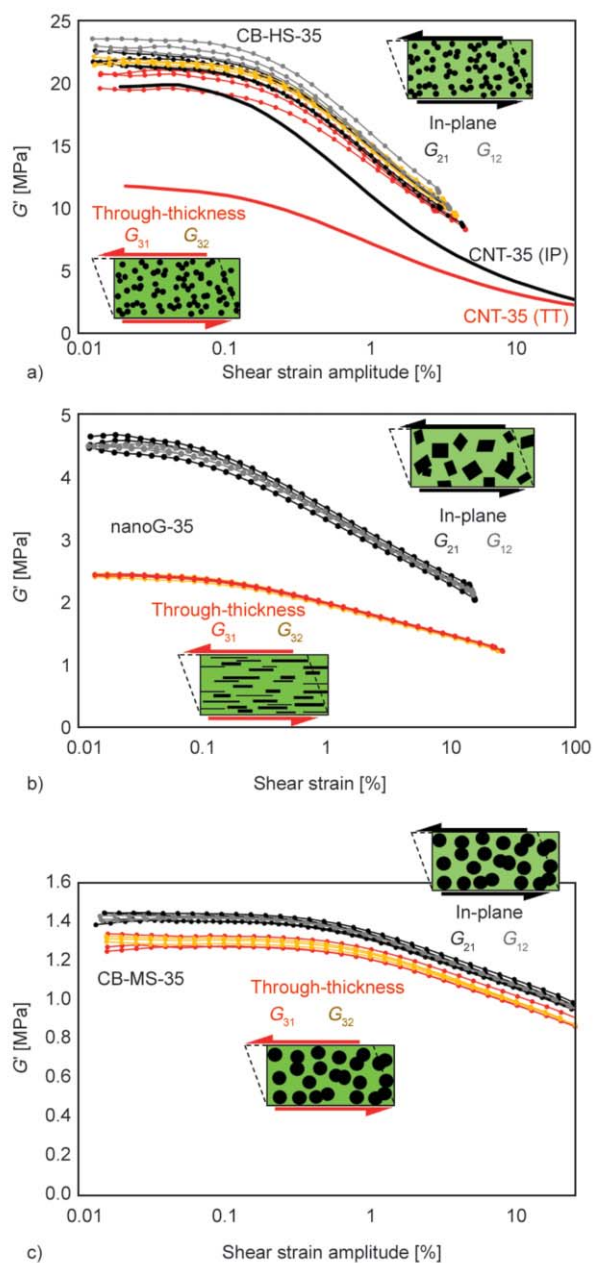 25
CB-HS-35
20
In-plane
G21 G12
15
G' [MPa]
10
Through-thickness
G31 G32
CNT-35 (IP)
5
CNT-35 (TT)
0
0.01 0.1 1 10
a) Shear strain amplitude [%]
5
4
In-plane
G21 G12
nanoG-35
3
G' [MPa]
2
Through-thickness
G31 G32
1
0
0.01 0.1 1 10 100
b) Shear strain [%]
1.6
In-plane
G21 G12
1.4
1.2
CB-MS-35
Through-thickness
G31 G32
1.0
G' [MPa]
0.8
0.6
0.4
0.2
0.0
0.01 0.1 1 10
c) Shear strain amplitude [%]